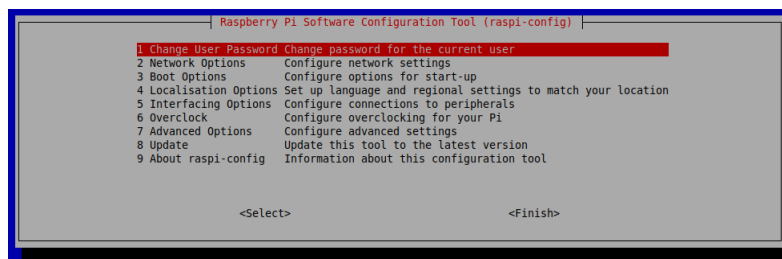 Raspberry Pi Software Configuration Tool (raspi-config)
1 Change User Password Change password for the current user
2 Network Options Configure network settings
3 Boot Options Configure options for start-up
4 Localisation Options Set up language and regional settings to match your location
5 Interfacing Options Configure connections to peripherals
6 Overclock Configure overclocking for your Pi
7 Advanced Options Configure advanced settings
8 Update Update this tool to the latest version
9 About raspi-config Information about this configuration tool
<Select> <Finish>